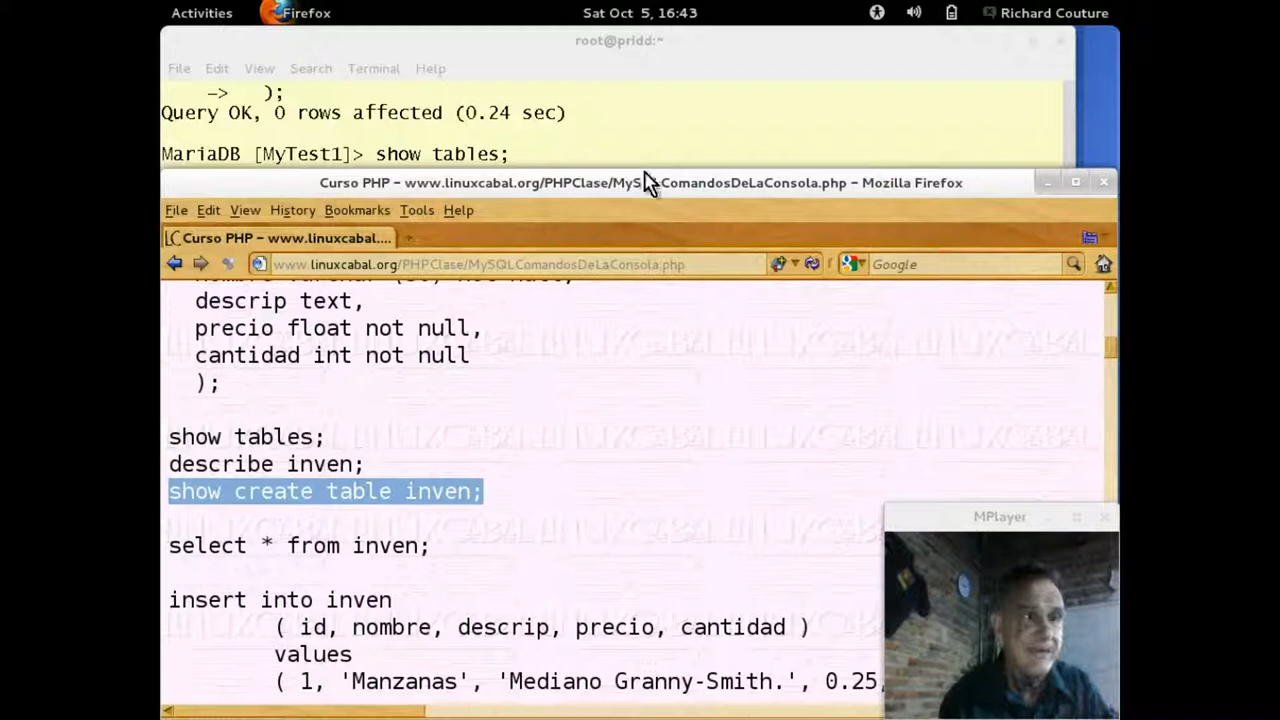 Activities Firefox Sat Oct 5, 16:43 Richard Couture
root@pridd:~
File Edit View Search Terminal Help
-> );
Query OK, 0 rows affected (0.24 sec)
MariaDB [MyTest1]> show tables;
Curso PHP – www.linuxcabal.org/PHPClase/MySQLComandosDeLaConsola.php – Mozilla Firefox
File Edit View History Bookmarks Tools Help
Curso PHP – www.linuxcabal....
www.linuxcabal.org/PHPClase/MySQLComandosDeLaConsola.php Google
descrip text,
precio float not null,
cantidad int not null
);
show tables;
describe inven;
show create table inven;
MPlayer
select * from inven;
insert into inven
( id, nombre, descrip, precio, cantidad )
values
( 1, 'Manzanas', 'Mediano Granny-Smith.', 0.25,